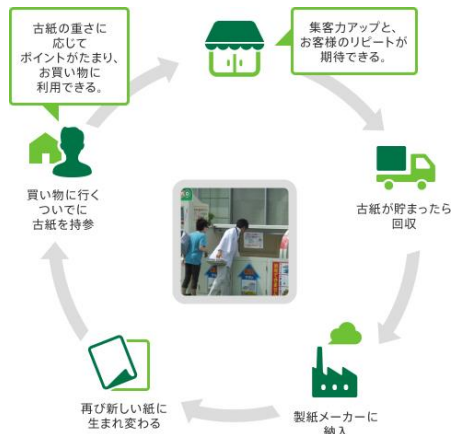 古紙の重さに
応じて
ポイントがたまり、
お買い物に
利用できる。
集客力アップと、
お客様のリピートが
期待できる。
買い物に行く
ついでに
古紙を持参
古紙が貯まったら
回収
再び新しい紙に
生まれ変わる
製紙メーカーに
納入